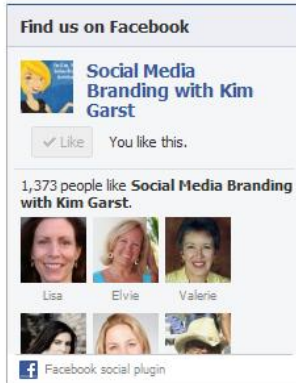 Find us on Facebook
Social Media
Branding with Kim
Garst
Like You like this.
1,373 people like Social Media Branding
with Kim Garst.
Lisa Elvie Valerie
Facebook social plugin